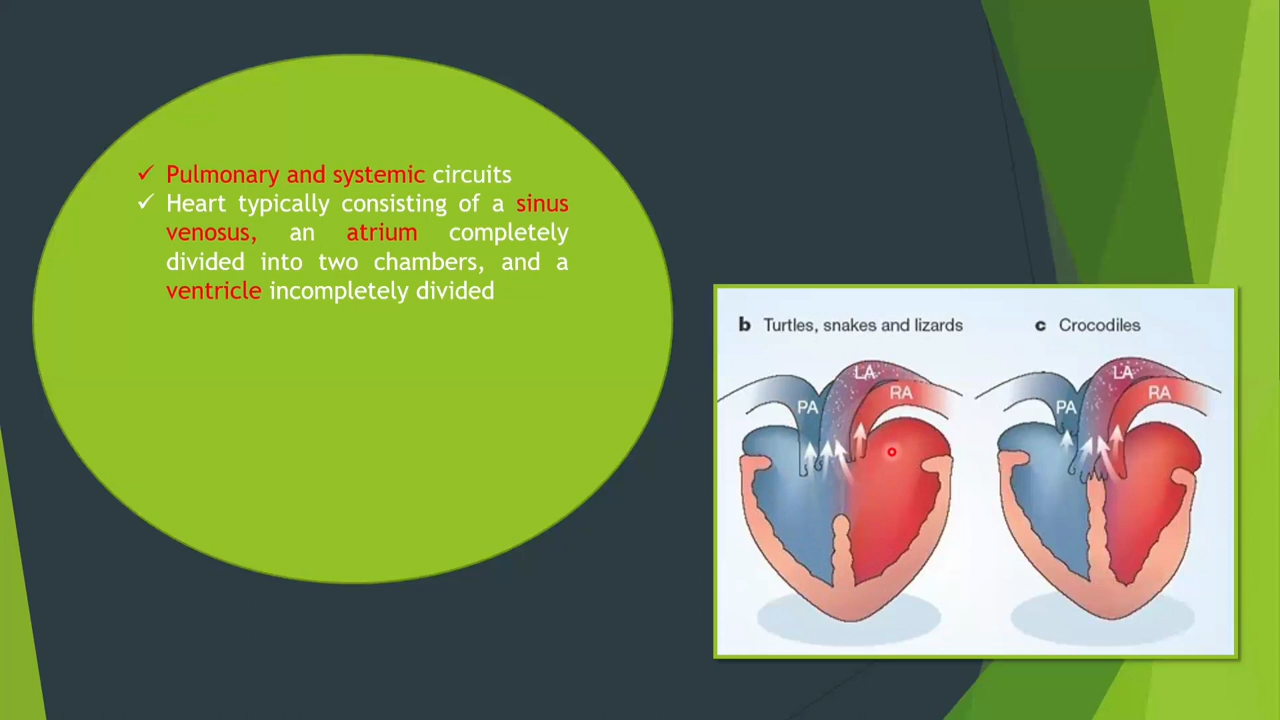 ✓ Pulmonary and systemic circuits
✓ Heart typically consisting of a sinus
venosus, an atrium completely
divided into two chambers, and a
ventricle incompletely divided
b Turtles, snakes and lizards
c Crocodiles
LA
RA
PA
LA
RA
PA